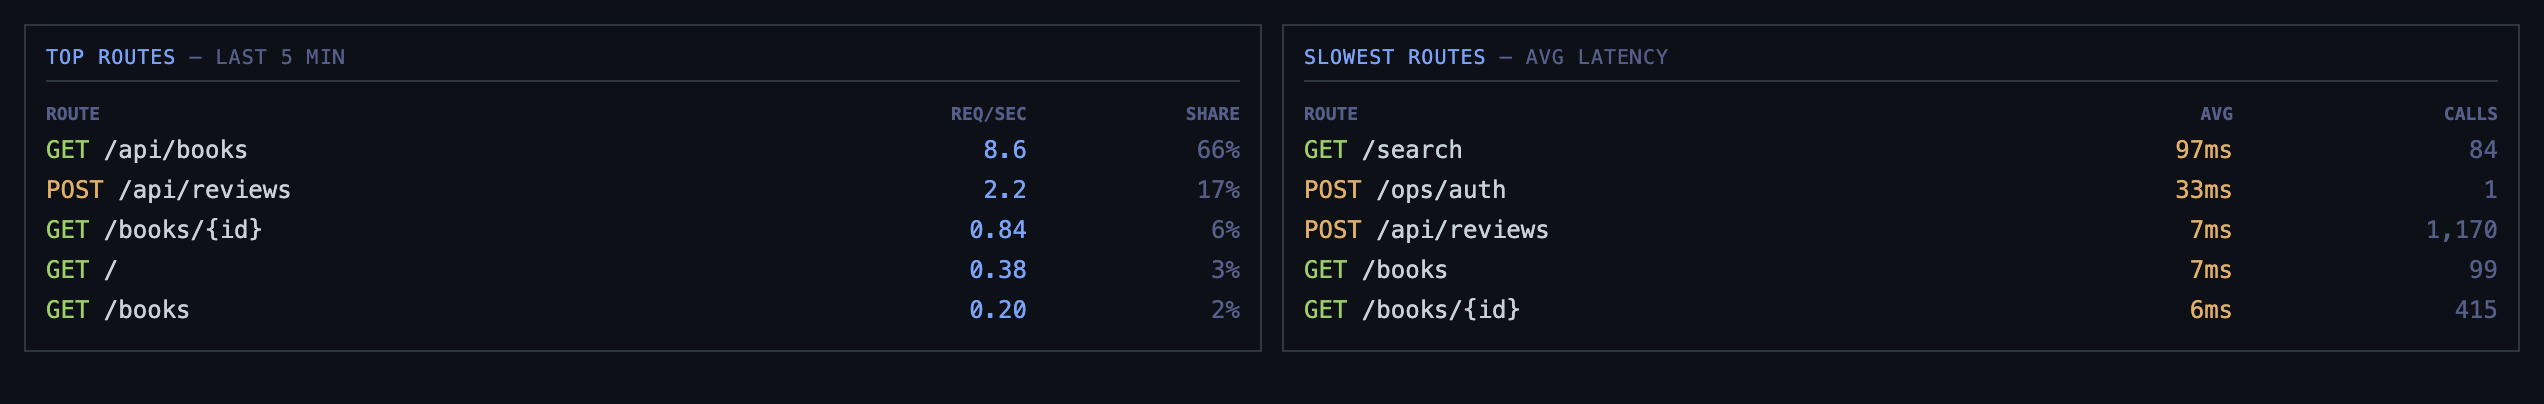 TOP ROUTES — LAST 5 MIN
ROUTE REQ/SEC SHARE
GET /api/books 8.6 66%
POST /api/reviews 2.2 17%
GET /books/{id} 0.84 6%
GET / 0.38 3%
GET /books 0.20 2%
SLOWEST ROUTES — AVG LATENCY
ROUTE AVG CALLS
GET /search 97ms 84
POST /ops/auth 33ms 1
POST /api/reviews 7ms 1,170
GET /books 7ms 99
GET /books/{id} 6ms 415